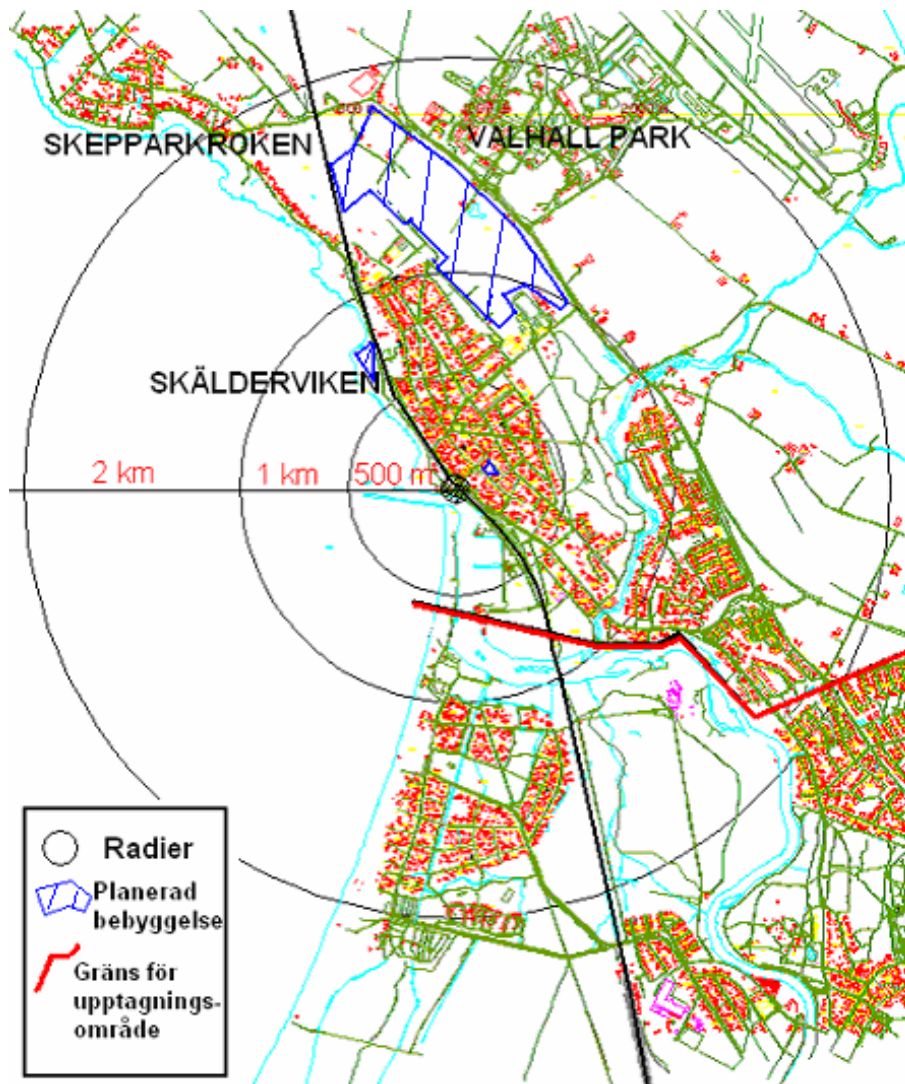 SKEPPARKROKEN
VALHALL PARK
SKÄLDERVIKEN
2 km
1 km
500 m
Radier
Planerad
bebyggelse
Gräns för
upptagnings-
område